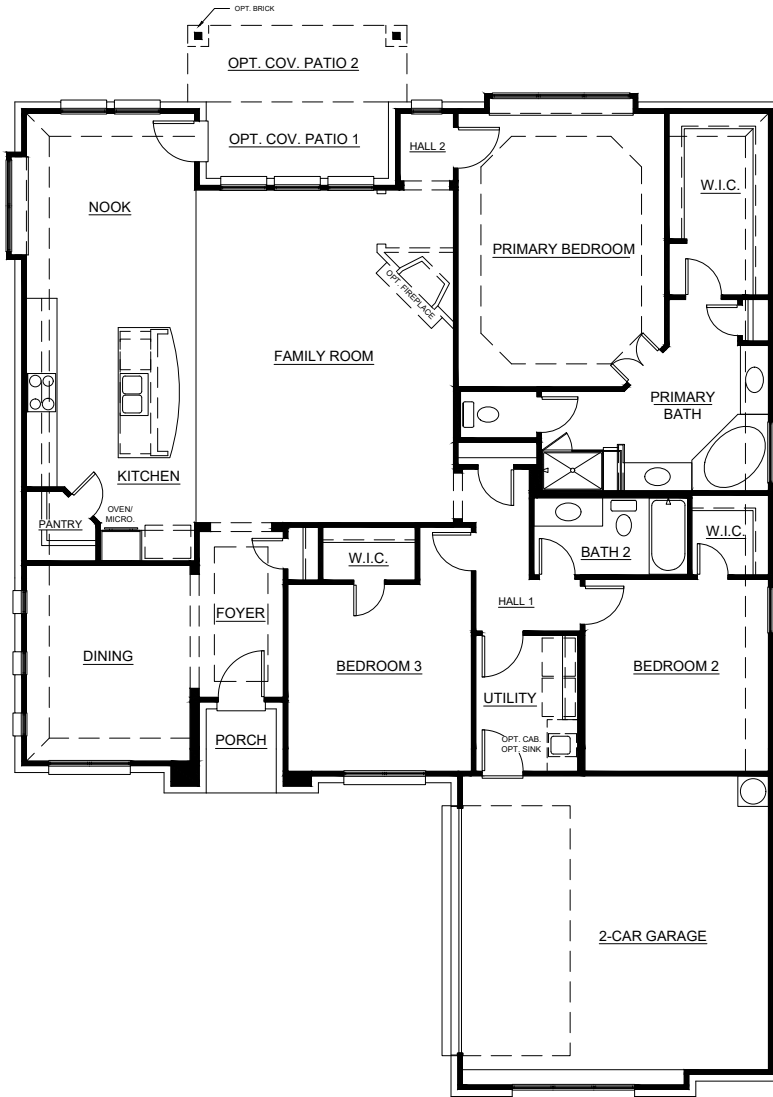 OPT. BRICK
OPT. COV. PATIO 2
OPT. COV. PATIO 1
HALL 2
W.I.C.
NOOK
PRIMARY BEDROOM
OPT. FIREPLACE
FAMILY ROOM
PRIMARY
BATH
KITCHEN
OVEN/
MICRO.
PANTRY
W.I.C.
BATH 2
W.I.C.
HALL 1
FOYER
DINING
BEDROOM 3
BEDROOM 2
UTILITY
PORCH
OPT. CAB.
OPT. SINK
2-CAR GARAGE